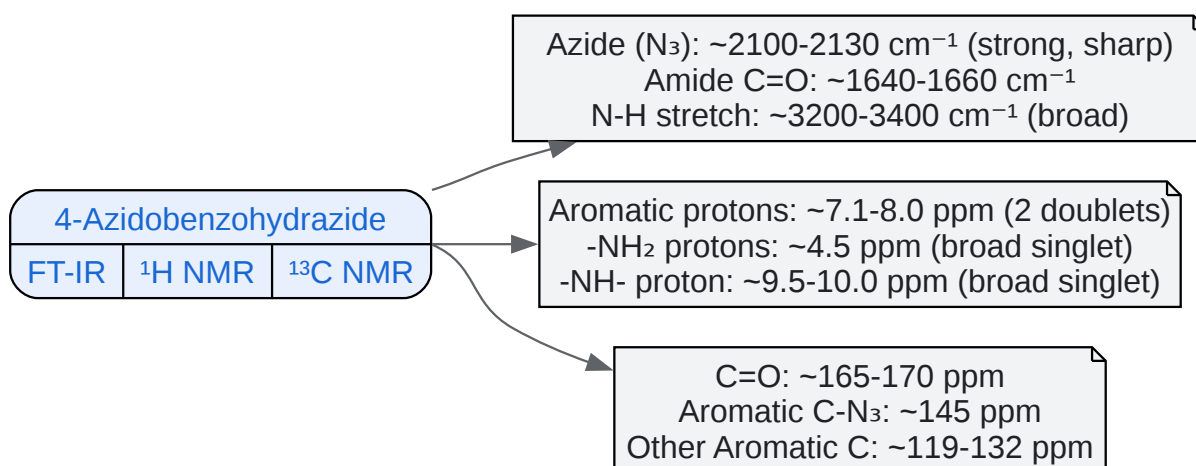 Azide (N₃): ~2100-2130 cm⁻¹ (strong, sharp)
Amide C=O: ~1640-1660 cm⁻¹
N-H stretch: ~3200-3400 cm⁻¹ (broad)
4-Azidobenzohydrazide
FT-IR
¹H NMR
¹³C NMR
Aromatic protons: ~7.1-8.0 ppm (2 doublets)
-NH₂ protons: ~4.5 ppm (broad singlet)
-NH- proton: ~9.5-10.0 ppm (broad singlet)
C=O: ~165-170 ppm
Aromatic C-N₃: ~145 ppm
Other Aromatic C: ~119-132 ppm